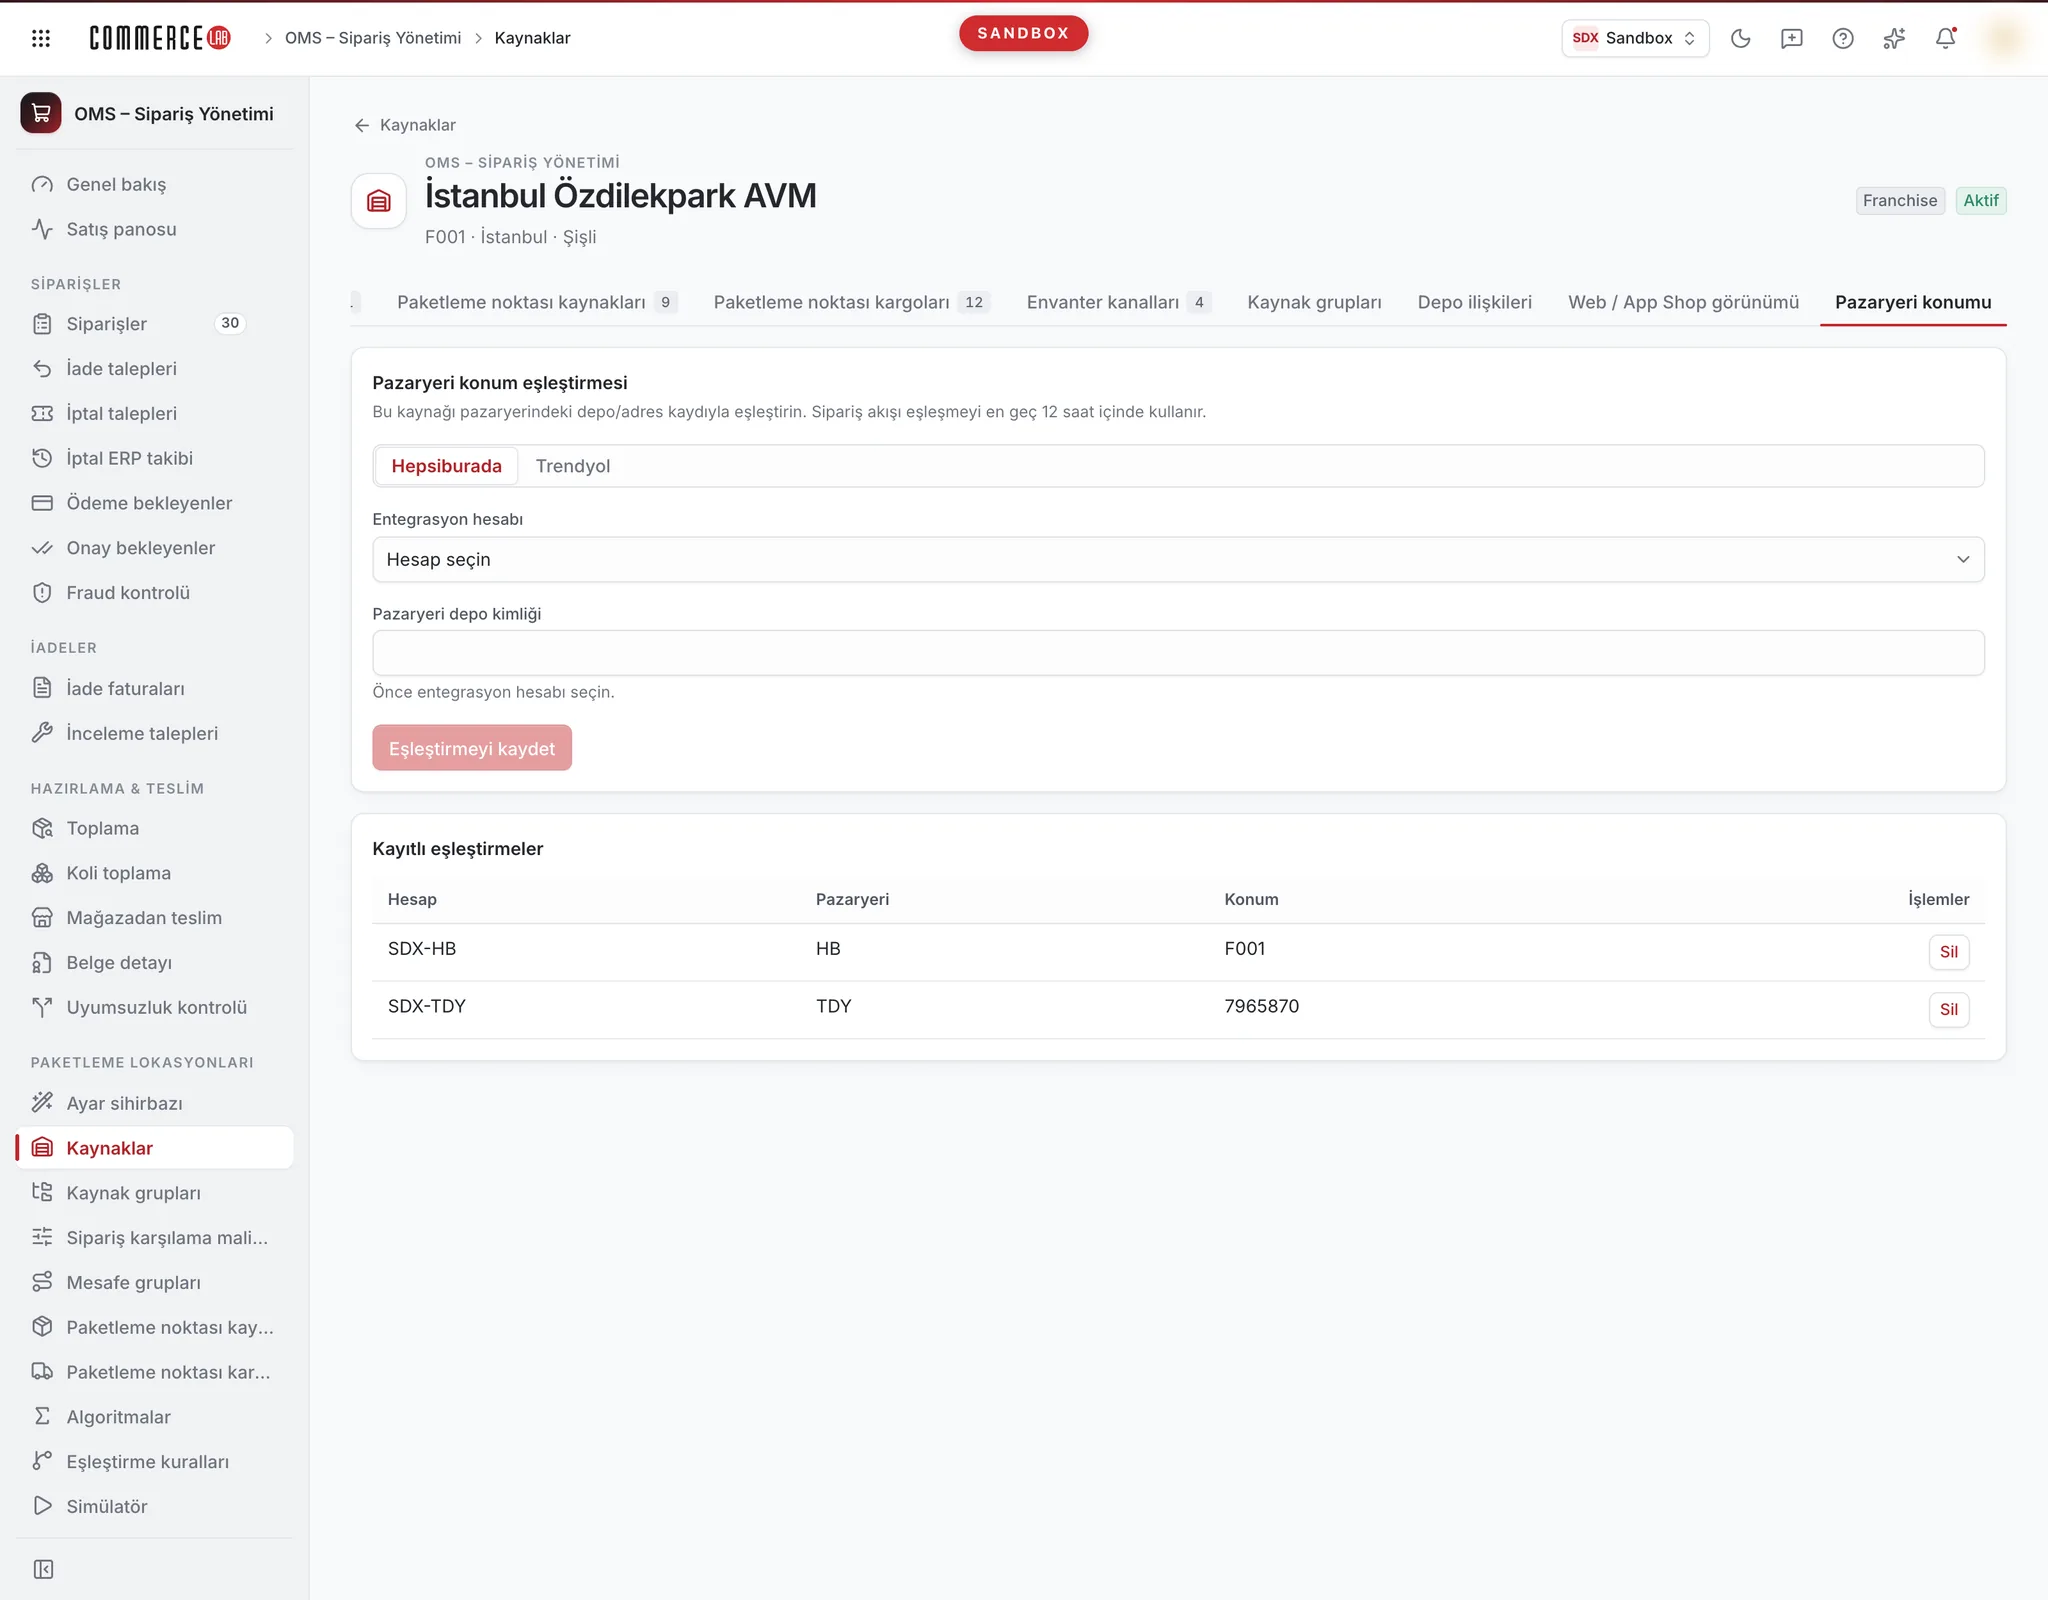 COMMERCE LAB
OMS – Sipariş Yönetimi
Kaynaklar
SANDBOX
SDX Sandbox
OMS – Sipariş Yönetimi
Genel bakış
Satış panosu
SİPARİŞLER
Siparişler 30
İade talepleri
İptal talepleri
İptal ERP takibi
Ödeme bekleyenler
Onay bekleyenler
Fraud kontrolü
İADELER
İade faturaları
İnceleme talepleri
HAZIRLAMA & TESLİM
Toplama
Koli toplama
Mağazadan teslim
Belge detayı
Uyumsuzluk kontrolü
PAKETLEME LOKASYONLARI
Ayar sihirbazı
Kaynaklar
Kaynak grupları
Sipariş karşılama mali...
Mesafe grupları
Paketleme noktası kay...
Paketleme noktası kar...
Algoritmalar
Eşleştirme kuralları
Simülatör
Kaynaklar
OMS – SİPARİŞ YÖNETİMİ
İstanbul Özdilekpark AVM
F001 · İstanbul · Şişli
Franchise Aktif
Paketleme noktası kaynakları 9 Paketleme noktası kargoları 12 Envanter kanalları 4 Kaynak grupları Depo ilişkileri Web / App Shop görünümü Pazaryeri konumu
Pazaryeri konum eşleştirmesi
Bu kaynağı pazaryerindeki depo/adres kaydıyla eşleştirin. Sipariş akışı eşleşmeyi en geç 12 saat içinde kullanır.
Hepsiburada Trendyol
Entegrasyon hesabı
Hesap seçin
Pazaryeri depo kimliği
Önce entegrasyon hesabı seçin.
Eşleştirmeyi kaydet
Kayıtlı eşleştirmeler
Hesap Pazaryeri Konum İşlemler
SDX-HB HB F001 Sil
SDX-TDY TDY 7965870 Sil